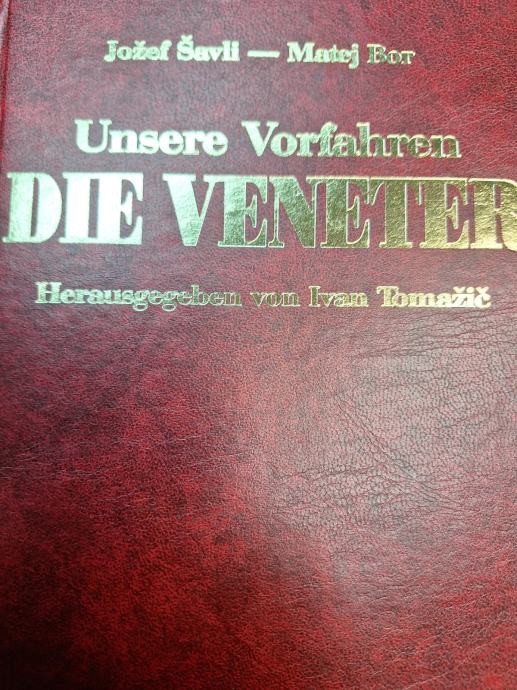 Jožef Šavli — Matej Bor
Unsere Vorfahren
DIE VENETER
Herausgegeben von Ivan Tomažič